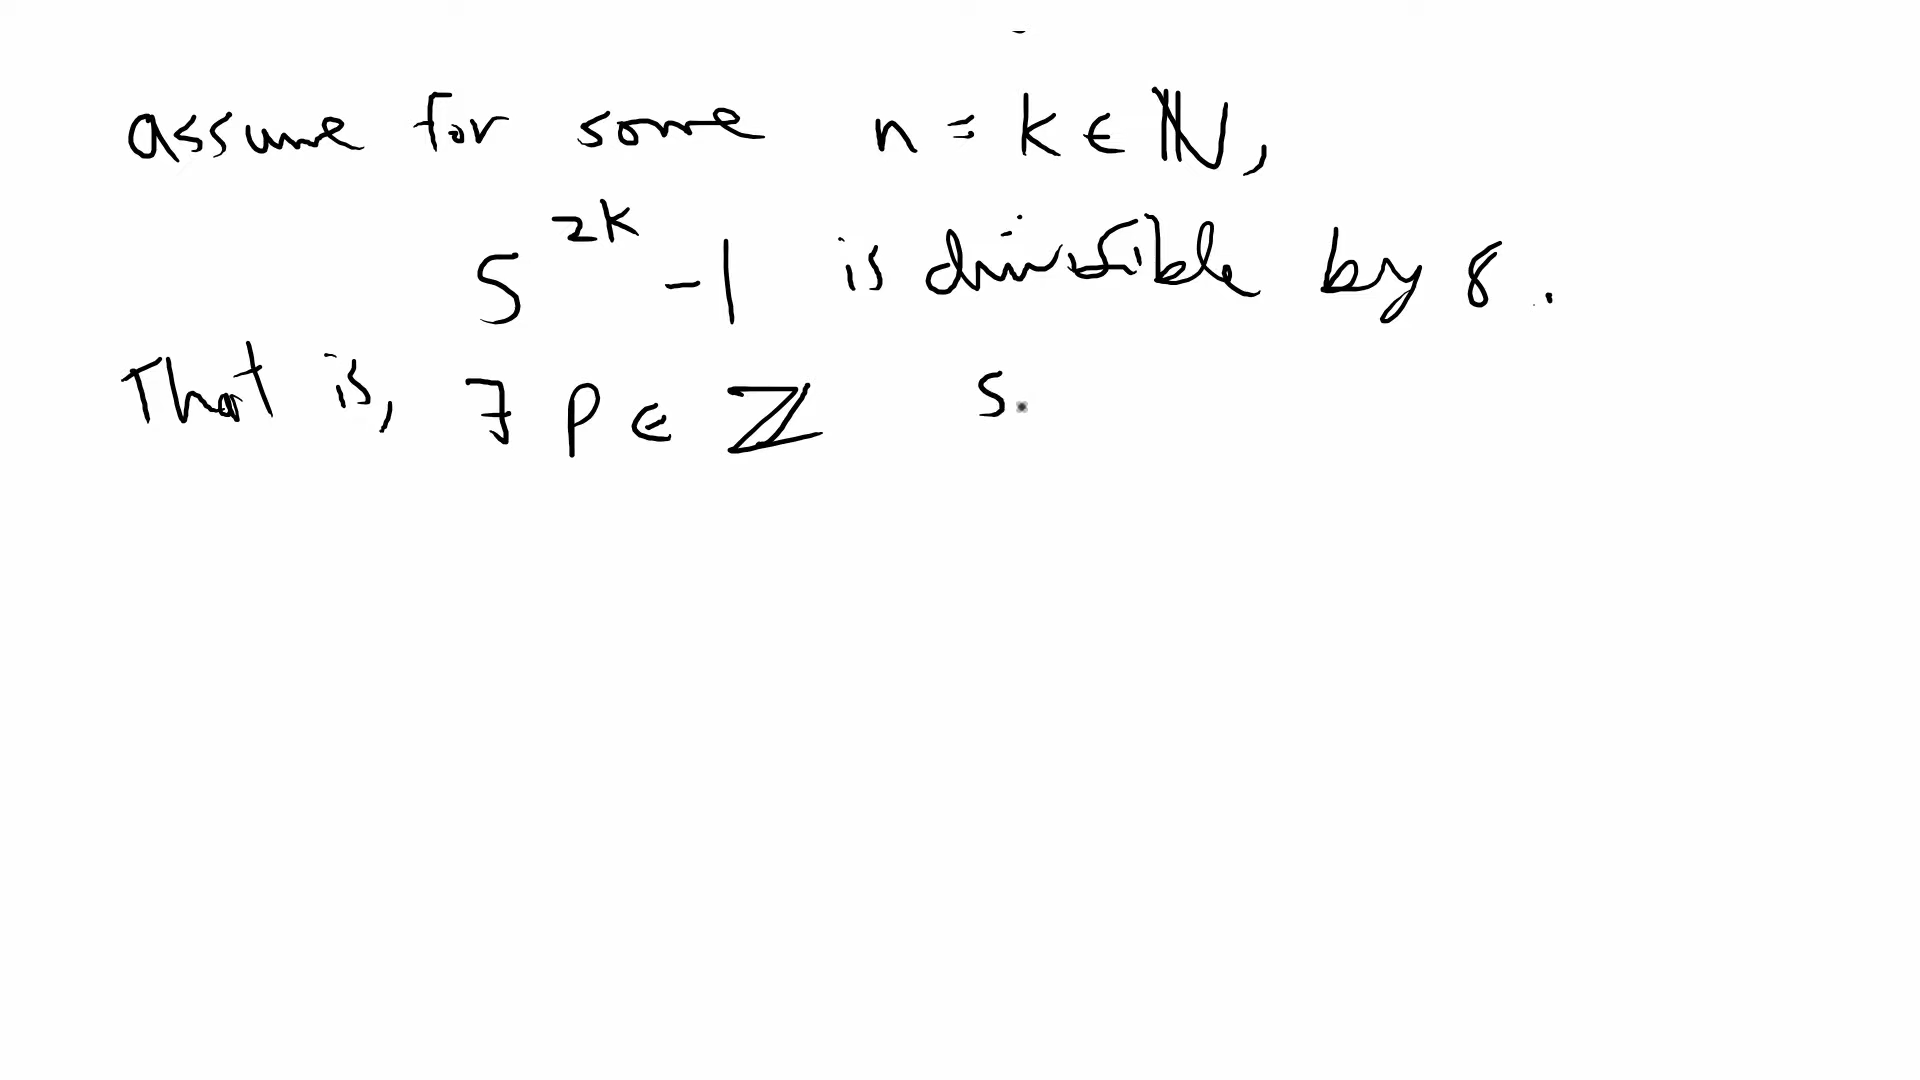 assume for some n = k ∈ ℕ,
5^{2k} - 1 is divisible by 8.
That is, ∃ p ∈ ℤ s.